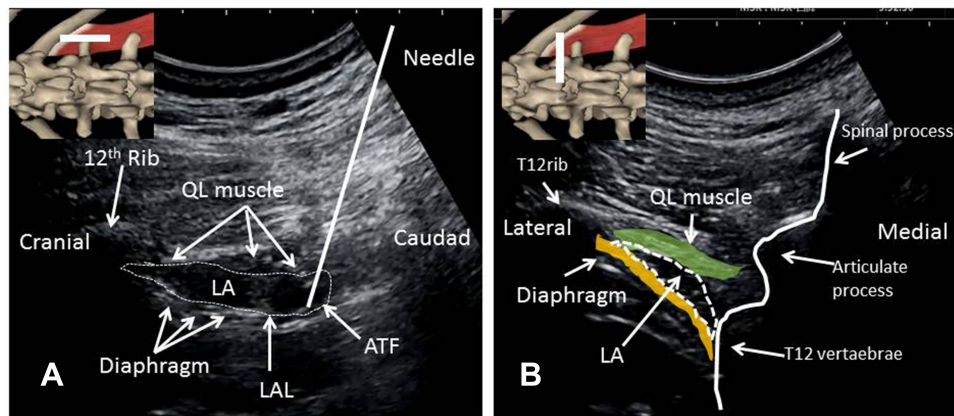 Needle
12th Rib
QL muscle
Cranial
Caudad
LA
Diaphragm
ATF
LAL
A
Spinal process
T12rib
QL muscle
Lateral
Medial
Articulate
process
Diaphragm
LA
T12 vertaebrae
B